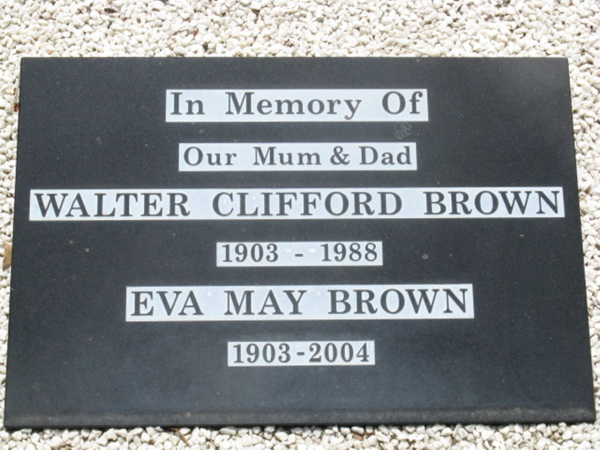 In Memory Of
Our Mum & Dad
WALTER CLIFFORD BROWN
1903 - 1988
EVA MAY BROWN
1903-2004